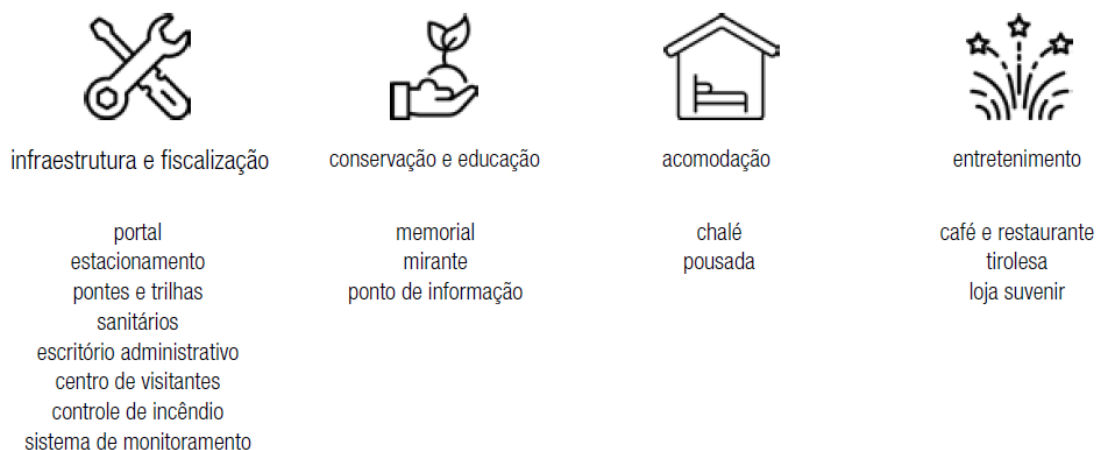 infraestrutura e fiscalização
portal
estacionamento
pontes e trilhas
sanitários
escritório administrativo
centro de visitantes
controle de incêndio
sistema de monitoramento
conservação e educação
memorial
mirante
ponto de informação
acomodação
chalé
pousada
entretenimento
café e restaurante
tirolesa
loja suvenir